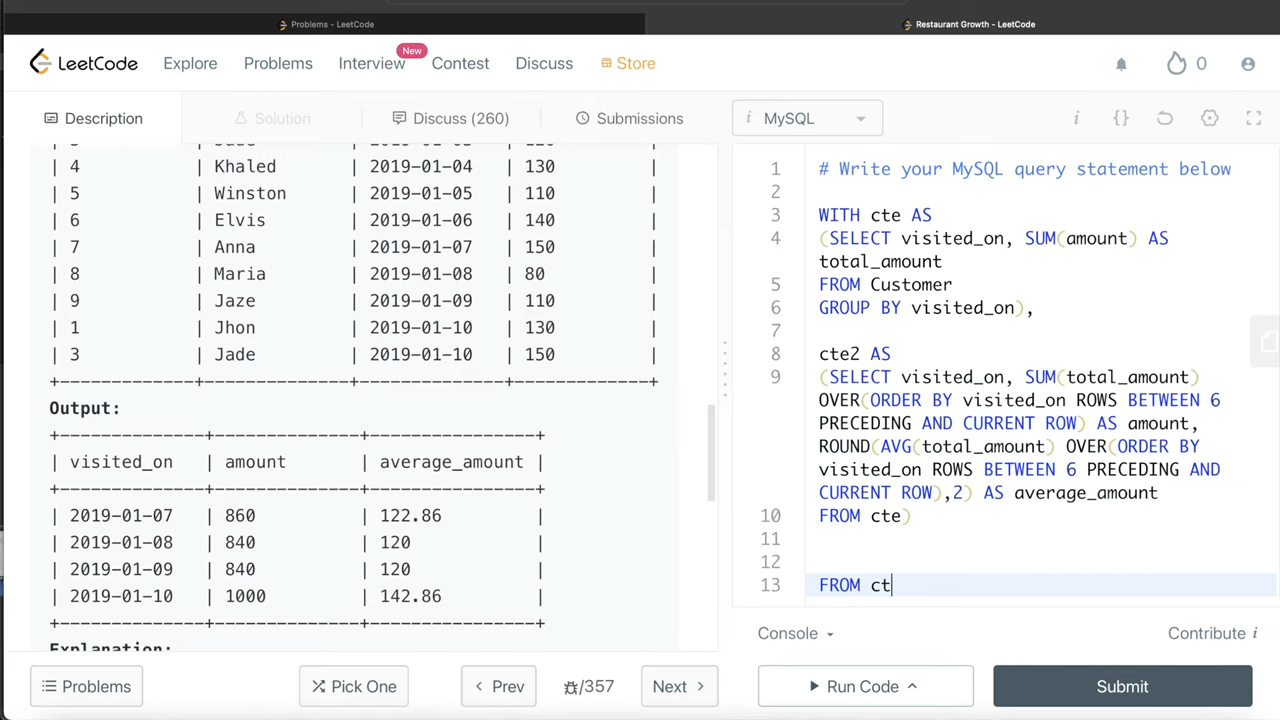 Problems - LeetCode
Restaurant Growth - LeetCode
LeetCode Explore Problems Interview New Contest Discuss Store 0
Description Solution Discuss (260) Submissions
i MySQL i {}
| 4 | Khaled | 2019-01-04 | 130 |
| 5 | Winston | 2019-01-05 | 110 |
| 6 | Elvis | 2019-01-06 | 140 |
| 7 | Anna | 2019-01-07 | 150 |
| 8 | Maria | 2019-01-08 | 80 |
| 9 | Jaze | 2019-01-09 | 110 |
| 1 | Jhon | 2019-01-10 | 130 |
| 3 | Jade | 2019-01-10 | 150 |
+-------------+--------------+--------------+-------------+
Output:
+--------------+--------------+----------------+
| visited_on | amount | average_amount |
+--------------+--------------+----------------+
| 2019-01-07 | 860 | 122.86 |
| 2019-01-08 | 840 | 120 |
| 2019-01-09 | 840 | 120 |
| 2019-01-10 | 1000 | 142.86 |
+--------------+--------------+----------------+
Explanation:
1 # Write your MySQL query statement below
2
3 WITH cte AS
4 (SELECT visited_on, SUM(amount) AS
total_amount
5 FROM Customer
6 GROUP BY visited_on),
7
8 cte2 AS
9 (SELECT visited_on, SUM(total_amount)
OVER(ORDER BY visited_on ROWS BETWEEN 6
PRECEDING AND CURRENT ROW) AS amount,
ROUND(AVG(total_amount) OVER(ORDER BY
visited_on ROWS BETWEEN 6 PRECEDING AND
CURRENT ROW),2) AS average_amount
10 FROM cte)
11
12
13 FROM ct
Console Contribute i
Problems Pick One Prev /357 Next Run Code Submit